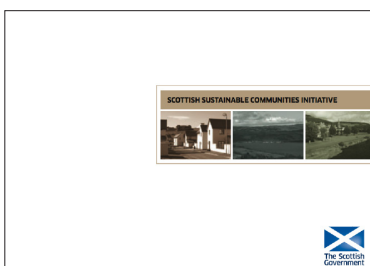 SCOTTISH SUSTAINABLE COMMUNITIES INITIATIVE
The Scottish
Government